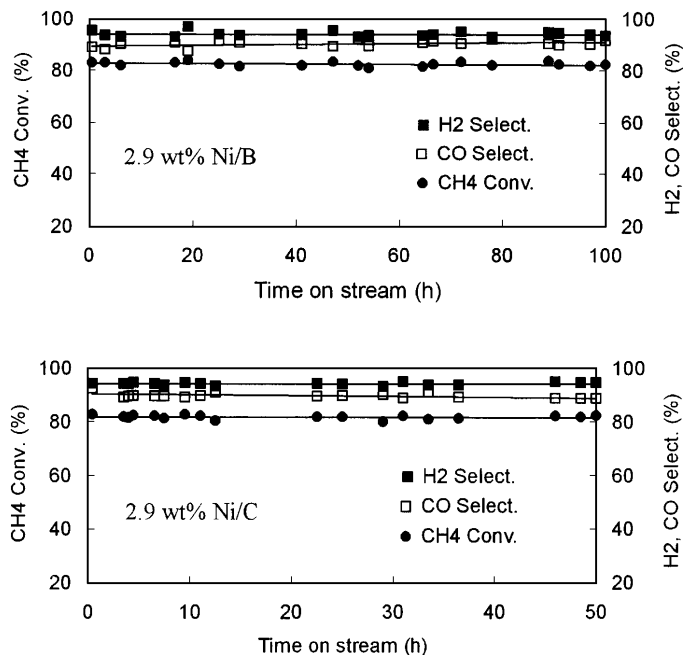 100
80
60
40
20
CH4 Conv. (%)
100
80
60
40
20
H2, CO Select. (%)
H2 Select.
CO Select.
CH4 Conv.
2.9 wt% Ni/B
0 20 40 60 80 100
Time on stream (h)
100
80
60
40
20
CH4 Conv. (%)
100
80
60
40
20
H2, CO Select. (%)
H2 Select.
CO Select.
CH4 Conv.
2.9 wt% Ni/C
0 10 20 30 40 50
Time on stream (h)